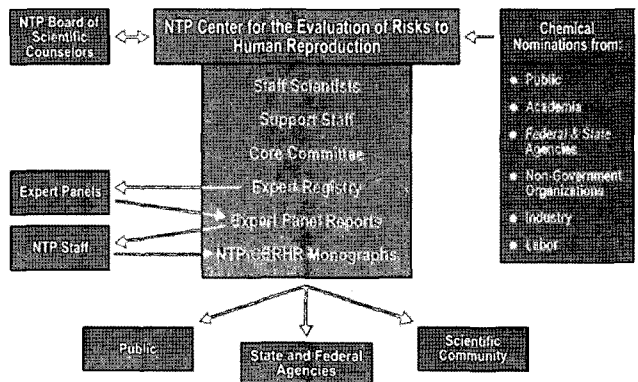 NTP Board of
Scientific
Counselors
NTP Center for the Evaluation of Risks to
Human Reproduction
Chemical
Nominations from:
Public
Academia
Federal & State
Agencies
Non-Government
Organizations
Industry
Labor
Staff Scientists
Support Staff
Core Committee
Expert Registry
Expert Panel Reports
NTP-CERHR Monographs
Expert Panels
NTP Staff
Public
State and Federal
Agencies
Scientific
Community